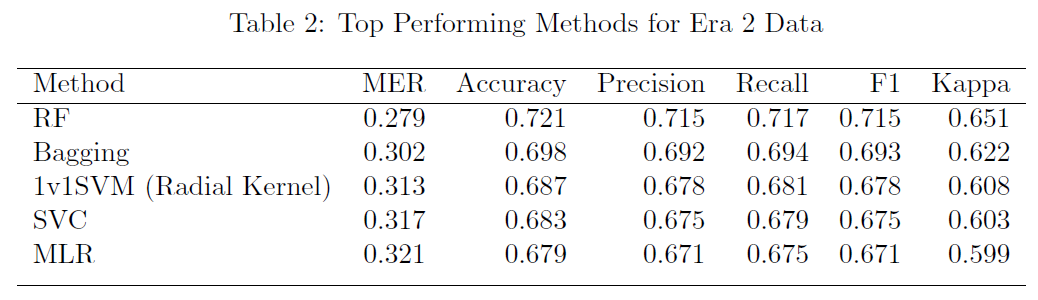 Table 2: Top Performing Methods for Era 2 Data
Method MER Accuracy Precision Recall F1 Kappa
RF 0.279 0.721 0.715 0.717 0.715 0.651
Bagging 0.302 0.698 0.692 0.694 0.693 0.622
1v1SVM (Radial Kernel) 0.313 0.687 0.678 0.681 0.678 0.608
SVC 0.317 0.683 0.675 0.679 0.675 0.603
MLR 0.321 0.679 0.671 0.675 0.671 0.599